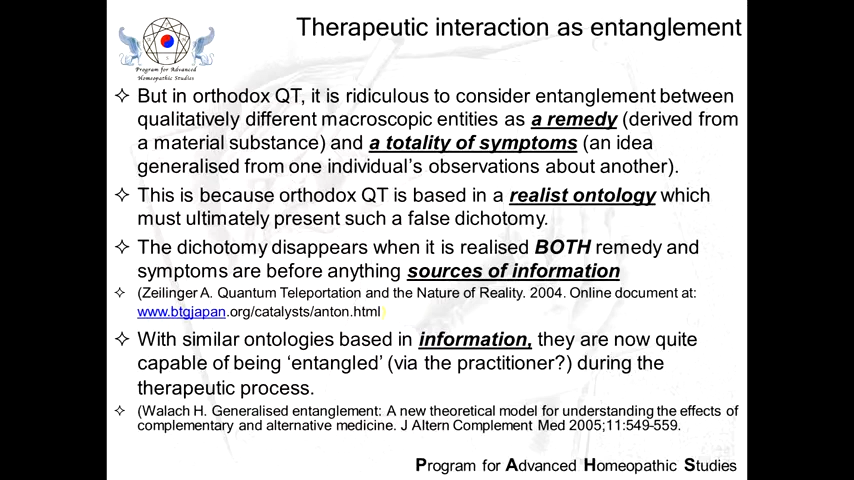 Therapeutic interaction as entanglement
Program for Advanced
Homeopathic Studies
✧ But in orthodox QT, it is ridiculous to consider entanglement between
qualitatively different macroscopic entities as a remedy (derived from
a material substance) and a totality of symptoms (an idea
generalised from one individual's observations about another).
✧ This is because orthodox QT is based in a realist ontology which
must ultimately present such a false dichotomy.
✧ The dichotomy disappears when it is realised BOTH remedy and
symptoms are before anything sources of information
✧ (Zeilinger A. Quantum Teleportation and the Nature of Reality. 2004. Online document at:
www.btgjapan.org/catalysts/anton.html)
✧ With similar ontologies based in information, they are now quite
capable of being 'entangled' (via the practitioner?) during the
therapeutic process.
✧ (Walach H. Generalised entanglement: A new theoretical model for understanding the effects of
complementary and alternative medicine. J Altern Complement Med 2005;11:549-559.
Program for Advanced Homeopathic Studies